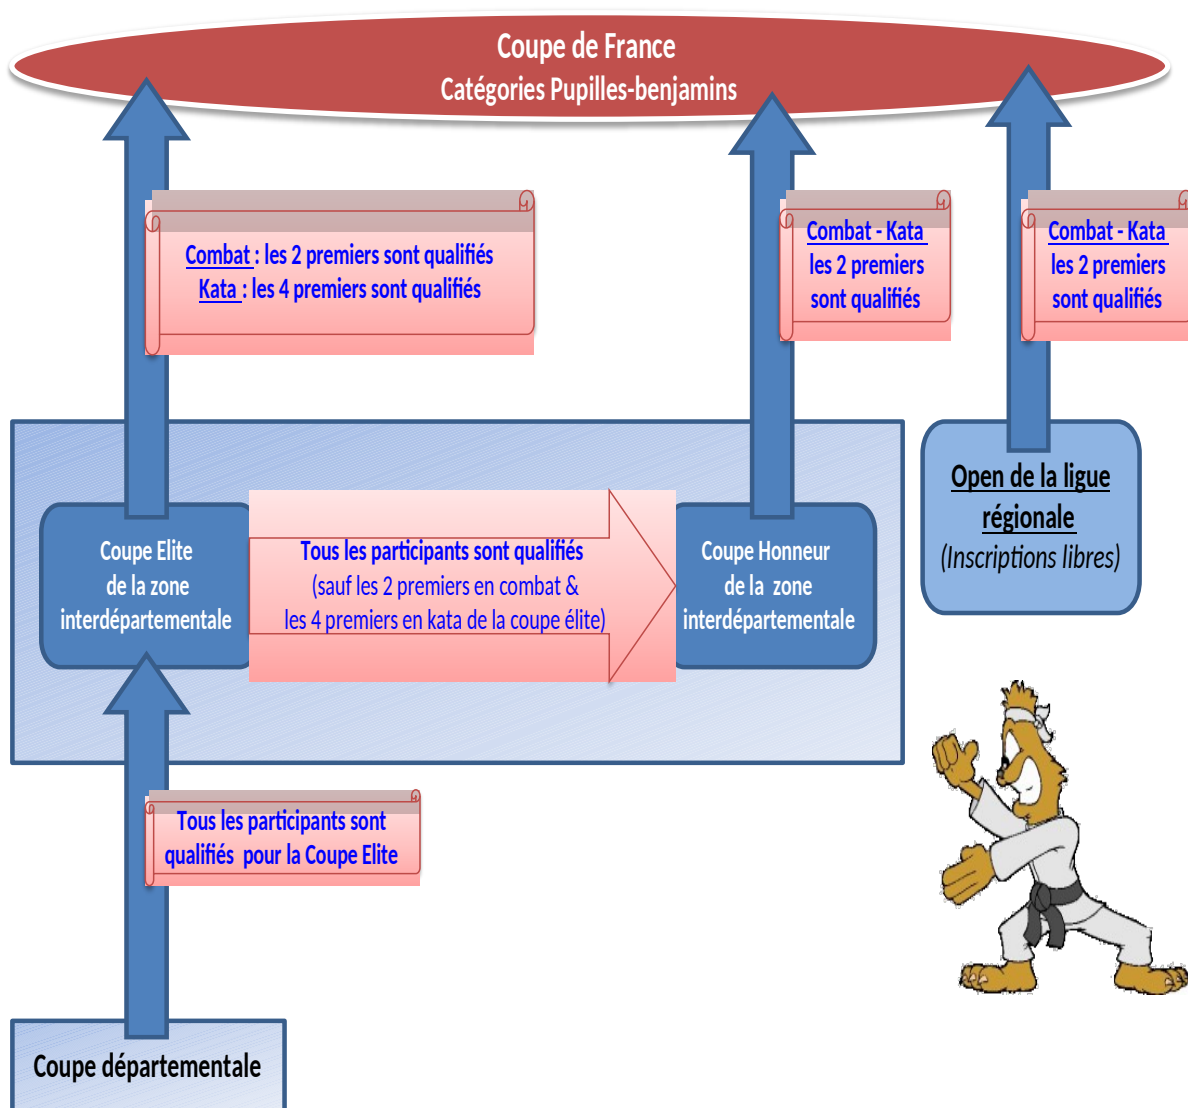 Coupe de France
Catégories Pupilles-benjamins
Combat : les 2 premiers sont qualifiés
Kata : les 4 premiers sont qualifiés
Combat - Kata
les 2 premiers
sont qualifiés
Combat - Kata
les 2 premiers
sont qualifiés
Open de la ligue
régionale
(Inscriptions libres)
Coupe Elite
de la zone
interdépartementale
Tous les participants sont qualifiés
(sauf les 2 premiers en combat &
les 4 premiers en kata de la coupe élite)
Coupe Honneur
de la zone
interdépartementale
Tous les participants sont
qualifiés pour la Coupe Elite
Coupe départementale